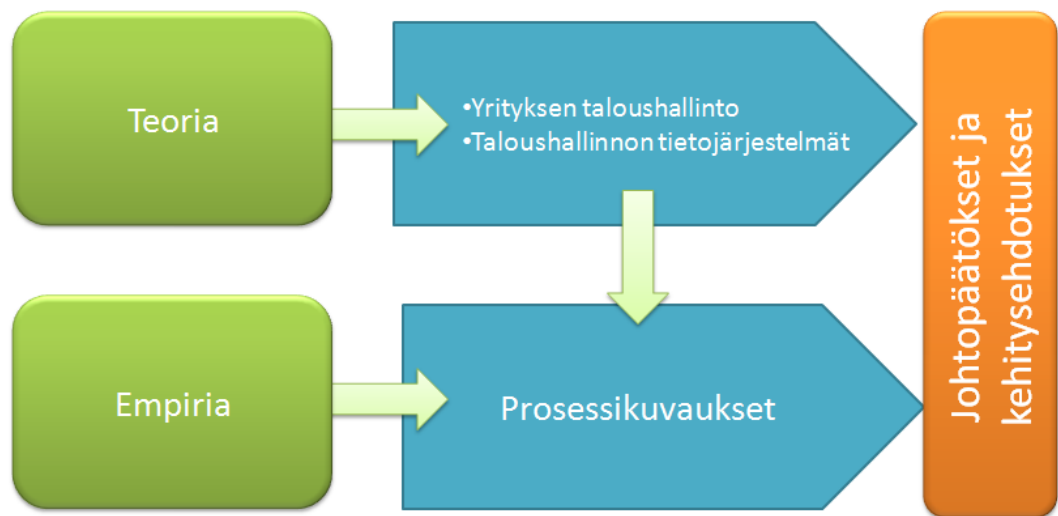 Teoria
•Yrityksen taloushallinto
•Taloushallinnon tietojärjestelmät
Empiria
Prosessikuvaukset
Johtopäätökset ja
kehitysehdotukset